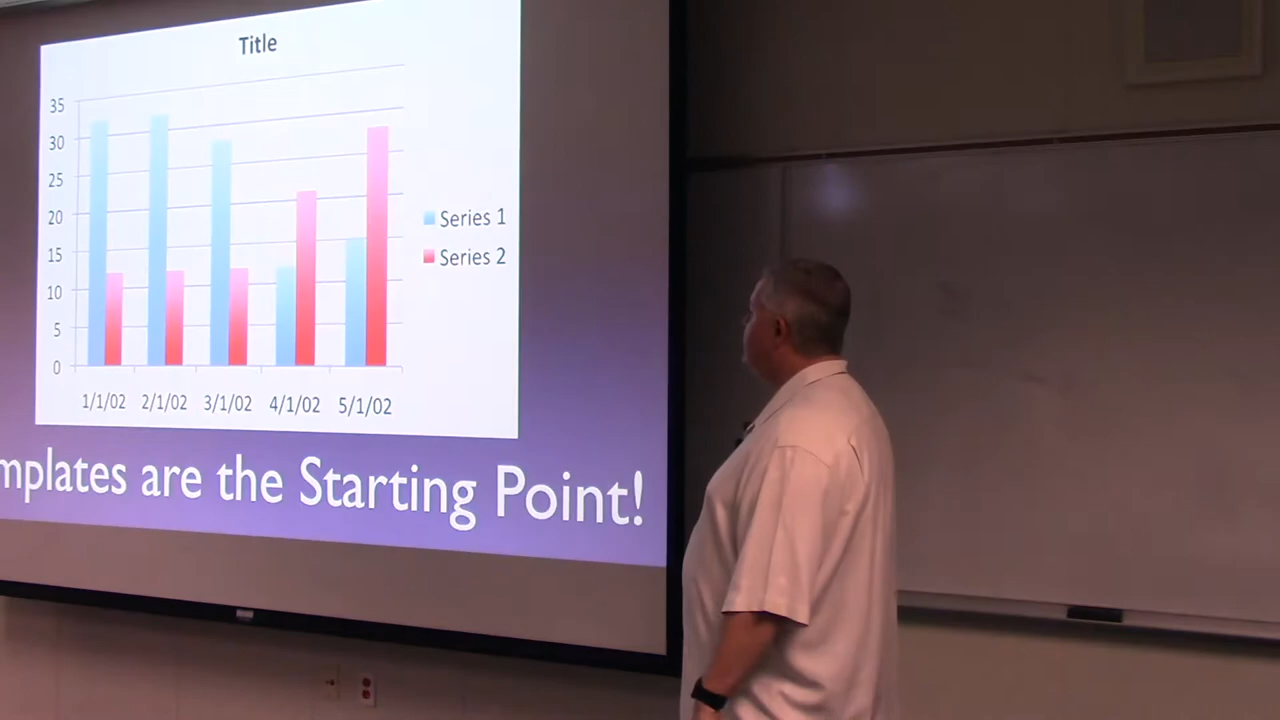 Title
35
30
25
20
15
10
5
0
Series 1
Series 2
1/1/02 2/1/02 3/1/02 4/1/02 5/1/02
mplates are the Starting Point!